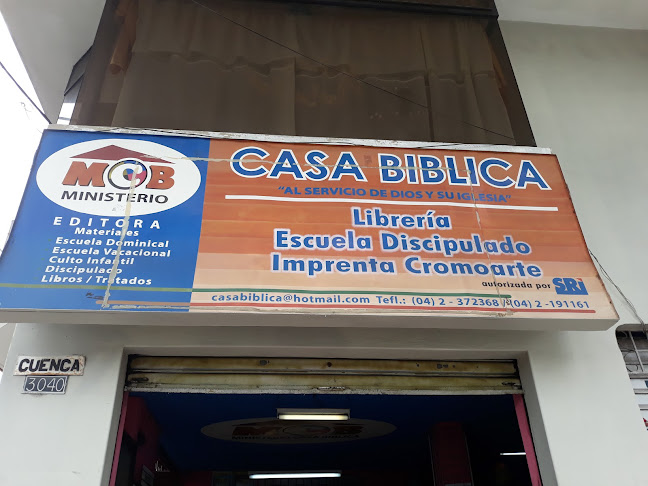 MOB
MINISTERIO
EDITORA
Materiales
Escuela Dominical
Escuela Vacacional
Culto Infantil
Discipulado
Libros / Tratados
CASA BIBLICA
"AL SERVICIO DE DIOS Y SU IGLESIA"
Librería
Escuela Discipulado
Imprenta Cromoarte
autorizada por SRi
casabiblica@hotmail.com Tefl.: (04) 2 - 372368 / (04) 2 -191161
CUENCA
3040
MOB